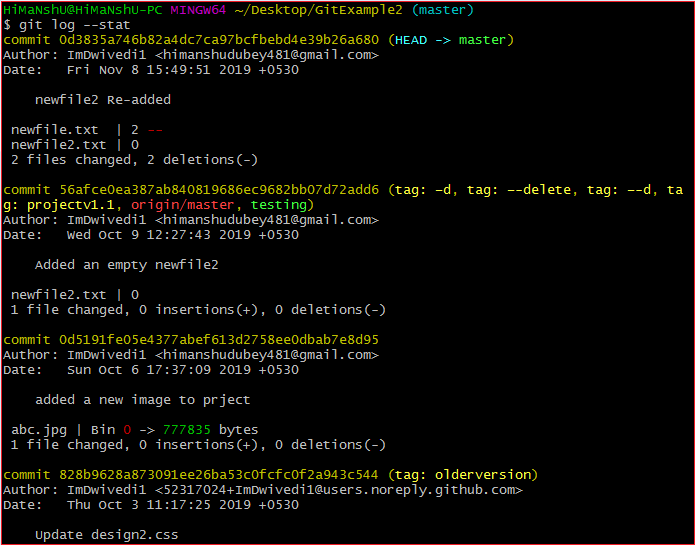 HiMaNShU@HiMaNShU-PC MINGW64 ~/Desktop/GitExample2 (master)
$ git log --stat
commit 0d3835a746b82a4dc7ca97bcfbebd4e39b26a680 (HEAD -> master)
Author: ImDwivedi1 <himanshudubey481@gmail.com>
Date:   Fri Nov 8 15:49:51 2019 +0530

    newfile2 Re-added

 newfile.txt  | 2 --
 newfile2.txt | 0
 2 files changed, 2 deletions(-)

commit 56afce0ea387ab840819686ec9682bb07d72add6 (tag: -d, tag: --delete, tag: --d, ta
g: projectv1.1, origin/master, testing)
Author: ImDwivedi1 <himanshudubey481@gmail.com>
Date:   Wed Oct 9 12:27:43 2019 +0530

    Added an empty newfile2

 newfile2.txt | 0
 1 file changed, 0 insertions(+), 0 deletions(-)

commit 0d5191fe05e4377abef613d2758ee0dbab7e8d95
Author: ImDwivedi1 <himanshudubey481@gmail.com>
Date:   Sun Oct 6 17:37:09 2019 +0530

    added a new image to prject

 abc.jpg | Bin 0 -> 777835 bytes
 1 file changed, 0 insertions(+), 0 deletions(-)

commit 828b9628a873091ee26ba53c0fcfc0f2a943c544 (tag: olderversion)
Author: ImDwivedi1 <52317024+ImDwivedi1@users.noreply.github.com>
Date:   Thu Oct 3 11:17:25 2019 +0530

    Update design2.css